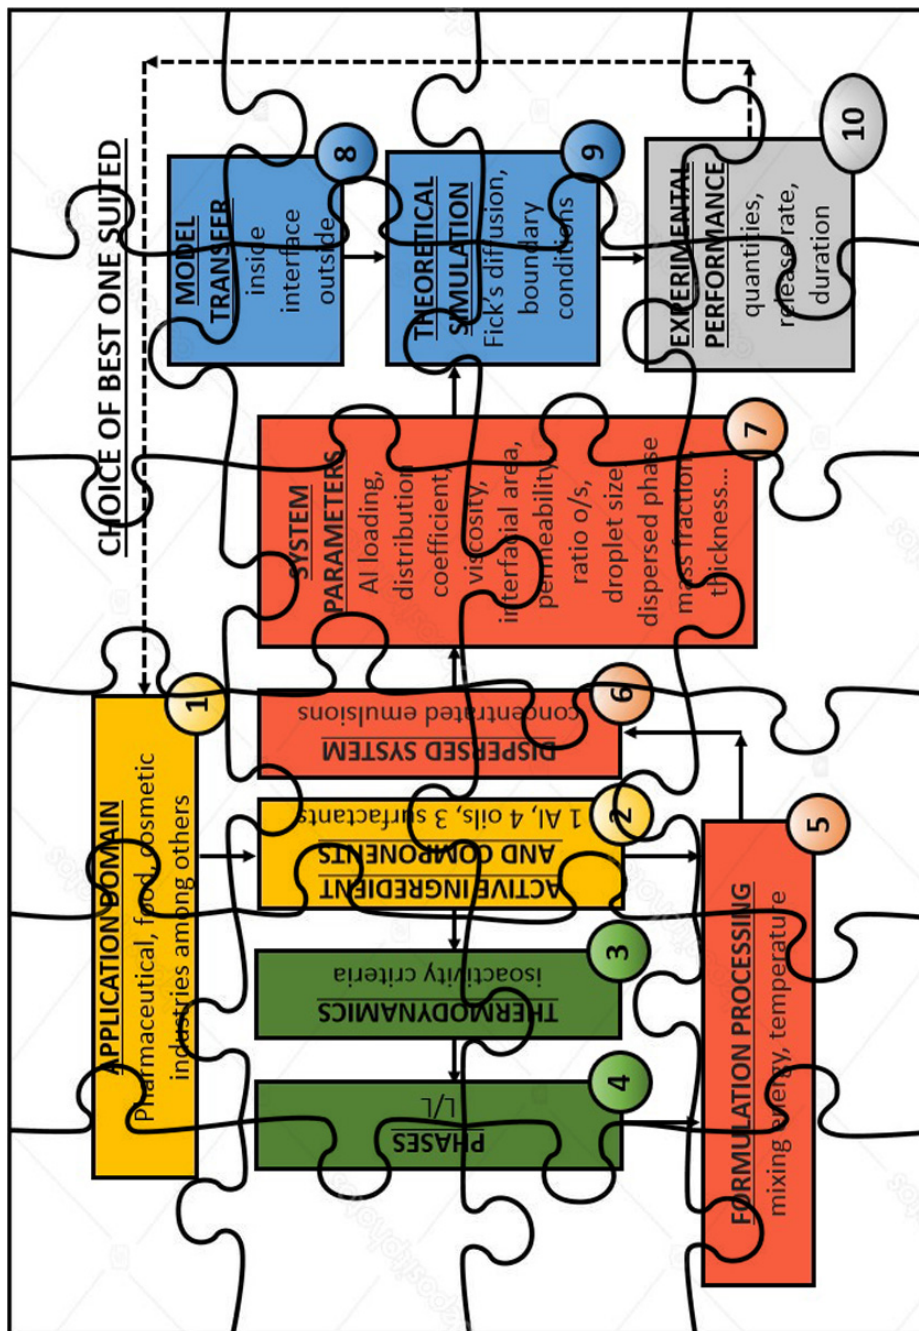 CHOICE OF BEST ONE SUITED
APPLICATION DOMAIN
Pharmaceutical, food, cosmetic
industries among others
1
ACTIVE INGREDIENT
AND COMPONENTS
1 AI, 4 oils, 3 surfactants
2
THERMODYNAMICS
isoactivity criteria
3
PHASES
L/L
4
FORMULATION PROCESSING
mixing energy, temperature
5
DISPERSED SYSTEM
concentrated emulsions
6
SYSTEM
PARAMETERS
AI loading,
distribution
coefficient,
viscosity,
interfacial area,
permeability,
ratio o/s,
droplet size,
dispersed phase
mass fraction,
thickness...
7
MODEL
TRANSFER
inside
interface
outside
8
THEORETICAL
SIMULATION
Fick's diffusion,
boundary
conditions
9
EXPERIMENTAL
PERFORMANCE
quantities,
release rate,
duration
10